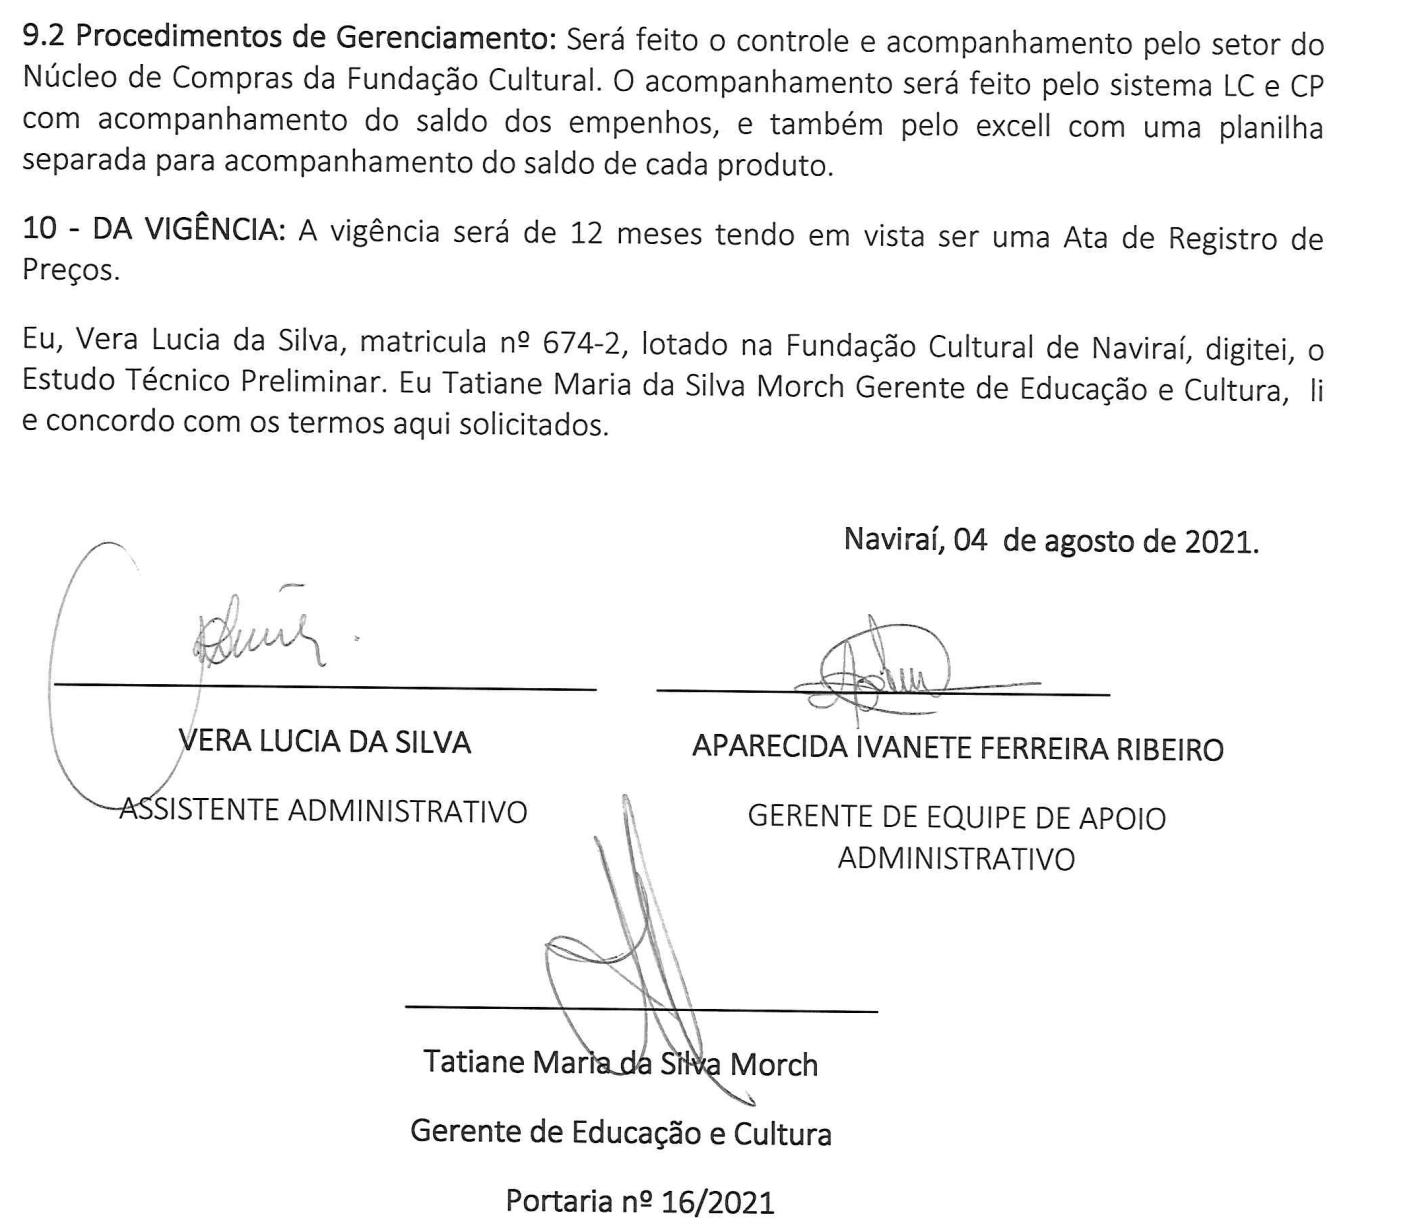 9.2 Procedimentos de Gerenciamento: Será feito o controle e acompanhamento pelo setor do
Núcleo de Compras da Fundação Cultural. O acompanhamento será feito pelo sistema LC e CP
com acompanhamento do saldo dos empenhos, e também pelo excell com uma planilha
separada para acompanhamento do saldo de cada produto.
10 - DA VIGÊNCIA: A vigência será de 12 meses tendo em vista ser uma Ata de Registro de
Preços.
Eu, Vera Lucia da Silva, matricula nº 674-2, lotado na Fundação Cultural de Naviraí, digitei, o
Estudo Técnico Preliminar. Eu Tatiane Maria da Silva Morch Gerente de Educação e Cultura, li
e concordo com os termos aqui solicitados.
Naviraí, 04 de agosto de 2021.
VERA LUCIA DA SILVA
ASSISTENTE ADMINISTRATIVO
APARECIDA IVANETE FERREIRA RIBEIRO
GERENTE DE EQUIPE DE APOIO
ADMINISTRATIVO
Tatiane Maria da Silva Morch
Gerente de Educação e Cultura
Portaria nº 16/2021